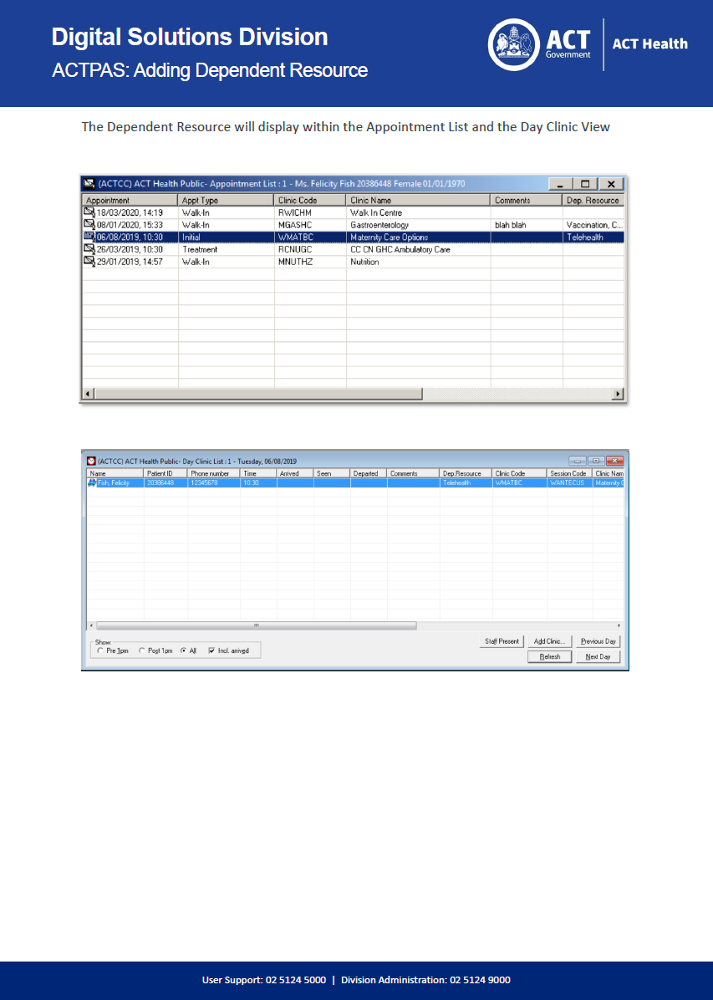 Digital Solutions Division
ACTPAS: Adding Dependent Resource
ACT
Government
ACT Health
The Dependent Resource will display within the Appointment List and the Day Clinic View
(ACTCC) ACT Health Public- Appointment List : 1 - Ms. Felicity Fish 20386448 Female 01/01/1970
Appointment Appt Type Clinic Code Clinic Name Comments Dep. Resource
18/03/2020, 14:19 Walk-In RWICHM Walk In Centre
08/01/2020, 15:33 Walk-In MGASHC Gastroenterology blah blah Vaccination, C...
06/08/2019, 10:30 Initial WMATBC Maternity Care Options Telehealth
26/03/2019, 10:30 Treatment RCNUGC CC CN GHC Ambulatory Care
29/01/2019, 14:57 Walk-In MNUTHZ Nutrition
(ACTCC) ACT Health Public- Day Clinic List : 1 - Tuesday, 06/08/2019
Name Patient ID Phone number Time Arrived Seen Departed Comments Dep.Resource Clinic Code Session Code Clinic Nam
Fish, Felicity 20386448 12345678 10:30 Telehealth WMATBC WANTECUS Maternity C
Show
Pre 1pm Post 1pm All Incl. arrived
Staff Present Add Clinic... Previous Day
Refresh Next Day
User Support: 02 5124 5000 | Division Administration: 02 5124 9000